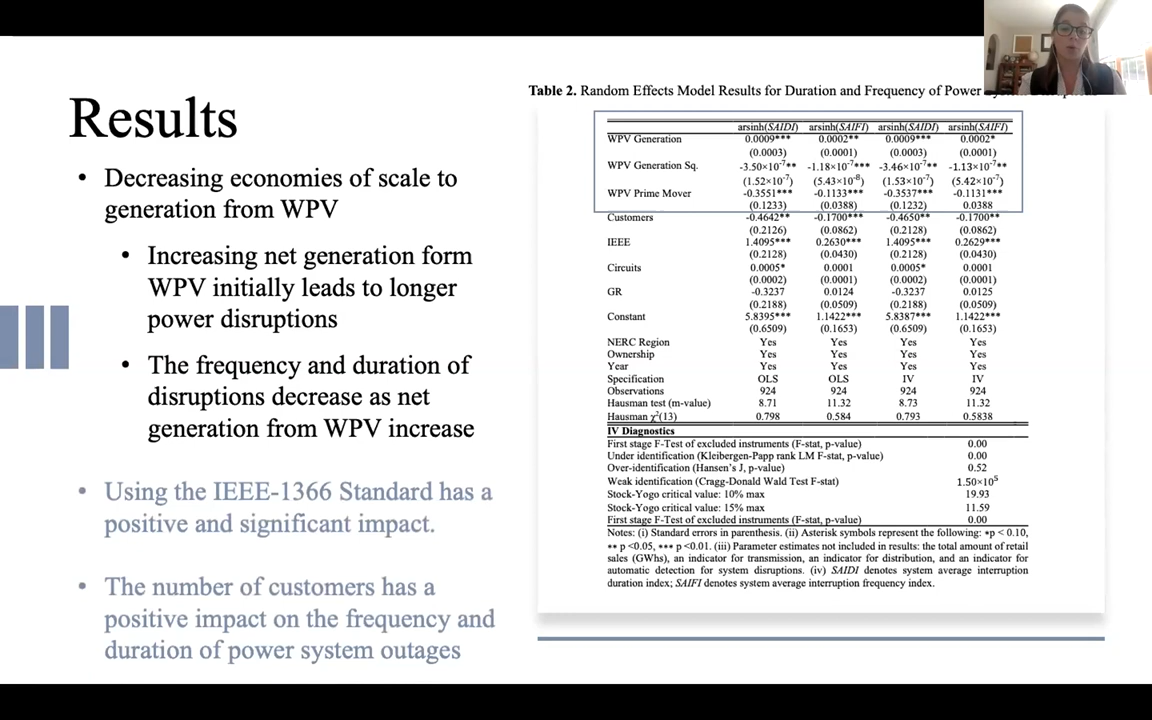 Results
• Decreasing economies of scale to
generation from WPV
• Increasing net generation form
WPV initially leads to longer
power disruptions
• The frequency and duration of
disruptions decrease as net
generation from WPV increase
• Using the IEEE-1366 Standard has a
positive and significant impact.
• The number of customers has a
positive impact on the frequency and
duration of power system outages
Table 2. Random Effects Model Results for Duration and Frequency of Power
arsinh(SAIDI) arsinh(SAIFI) arsinh(SAIDI) arsinh(SAIFI)
WPV Generation 0.0009*** 0.0002** 0.0009*** 0.0002*
(0.0003) (0.0001) (0.0003) (0.0001)
WPV Generation Sq. -3.50×10⁻⁷** -1.18×10⁻⁷*** -3.46×10⁻⁷** -1.13×10⁻⁷**
(1.52×10⁻⁷) (5.43×10⁻⁸) (1.53×10⁻⁷) (5.42×10⁻⁷)
WPV Prime Mover -0.3551*** -0.1133*** -0.3537*** -0.1131***
(0.1233) (0.0388) (0.1232) 0.0388
Customers -0.4642** -0.1700*** -0.4650** -0.1700**
(0.2126) (0.0862) (0.2128) (0.0862)
IEEE 1.4095*** 0.2630*** 1.4095*** 0.2629***
(0.2128) (0.0430) (0.2128) (0.0430)
Circuits 0.0005* 0.0001 0.0005* 0.0001
(0.0002) (0.0001) (0.0002) (0.0001)
GR -0.3237 0.0124 -0.3237 0.0125
(0.2188) (0.0509) (0.2188) (0.0509)
Constant 5.8395*** 1.1422*** 5.8387*** 1.1422***
(0.6509) (0.1653) (0.6509) (0.1653)
NERC Region Yes Yes Yes Yes
Ownership Yes Yes Yes Yes
Year Yes Yes Yes Yes
Specification OLS OLS IV IV
Observations 924 924 924 924
Hausman test (m-value) 8.71 11.32 8.73 11.32
Hausman χ²(13) 0.798 0.584 0.793 0.5838
IV Diagnostics
First stage F-Test of excluded instruments (F-stat, p-value) 0.00
Under identification (Kleibergen-Papp rank LM F-stat, p-value) 0.00
Over-identification (Hansen's J, p-value) 0.52
Weak identification (Cragg-Donald Wald Test F-stat) 1.50×10⁵
Stock-Yogo critical value: 10% max 19.93
Stock-Yogo critical value: 15% max 11.59
First stage F-Test of excluded instruments (F-stat, p-value) 0.00
Notes: (i) Standard errors in parenthesis. (ii) Asterisk symbols represent the following: *p < 0.10,
** p <0.05, *** p <0.01. (iii) Parameter estimates not included in results: the total amount of retail
sales (GWhs), an indicator for transmission, an indicator for distribution, and an indicator for
automatic detection for system disruptions. (iv) SAIDI denotes system average interruption
duration index; SAIFI denotes system average interruption frequency index.